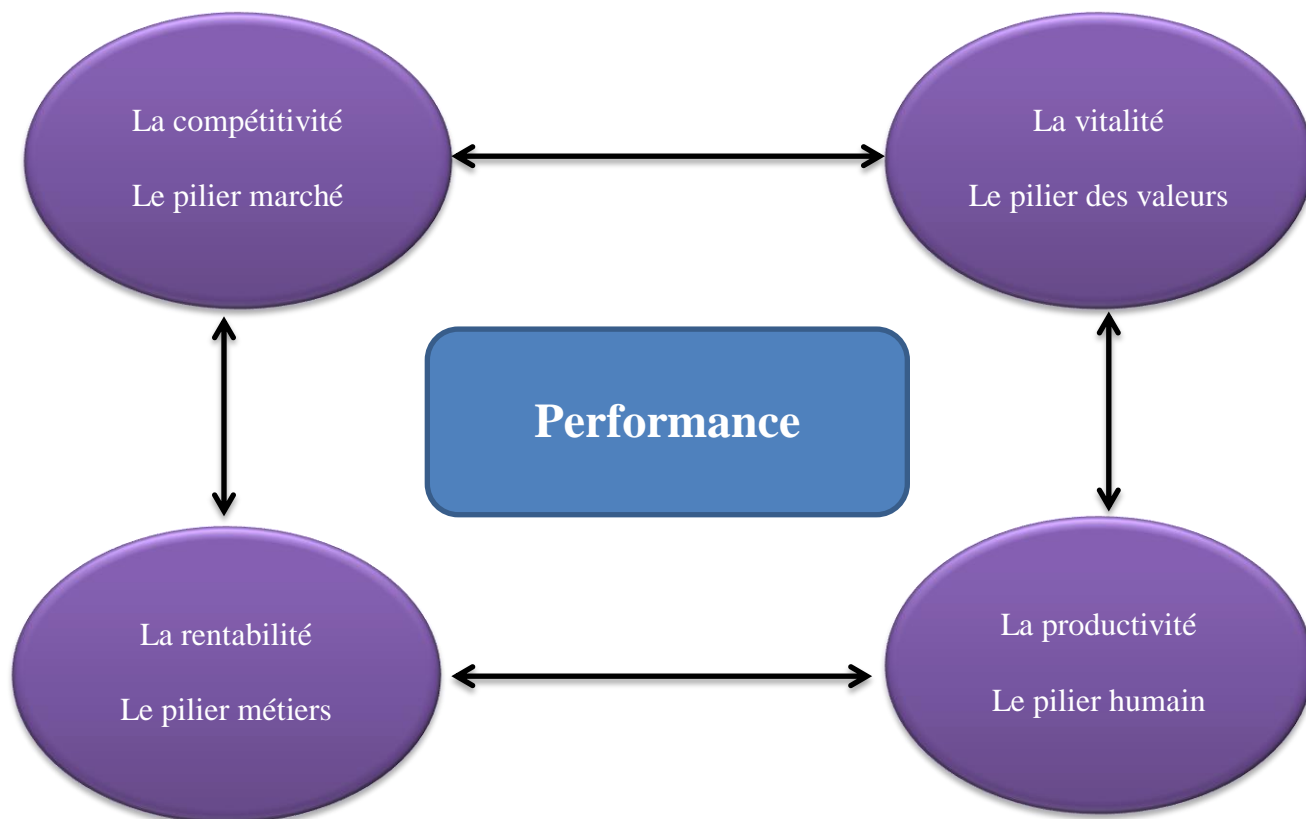 La compétitivité
Le pilier marché
La vitalité
Le pilier des valeurs
Performance
La rentabilité
Le pilier métiers
La productivité
Le pilier humain